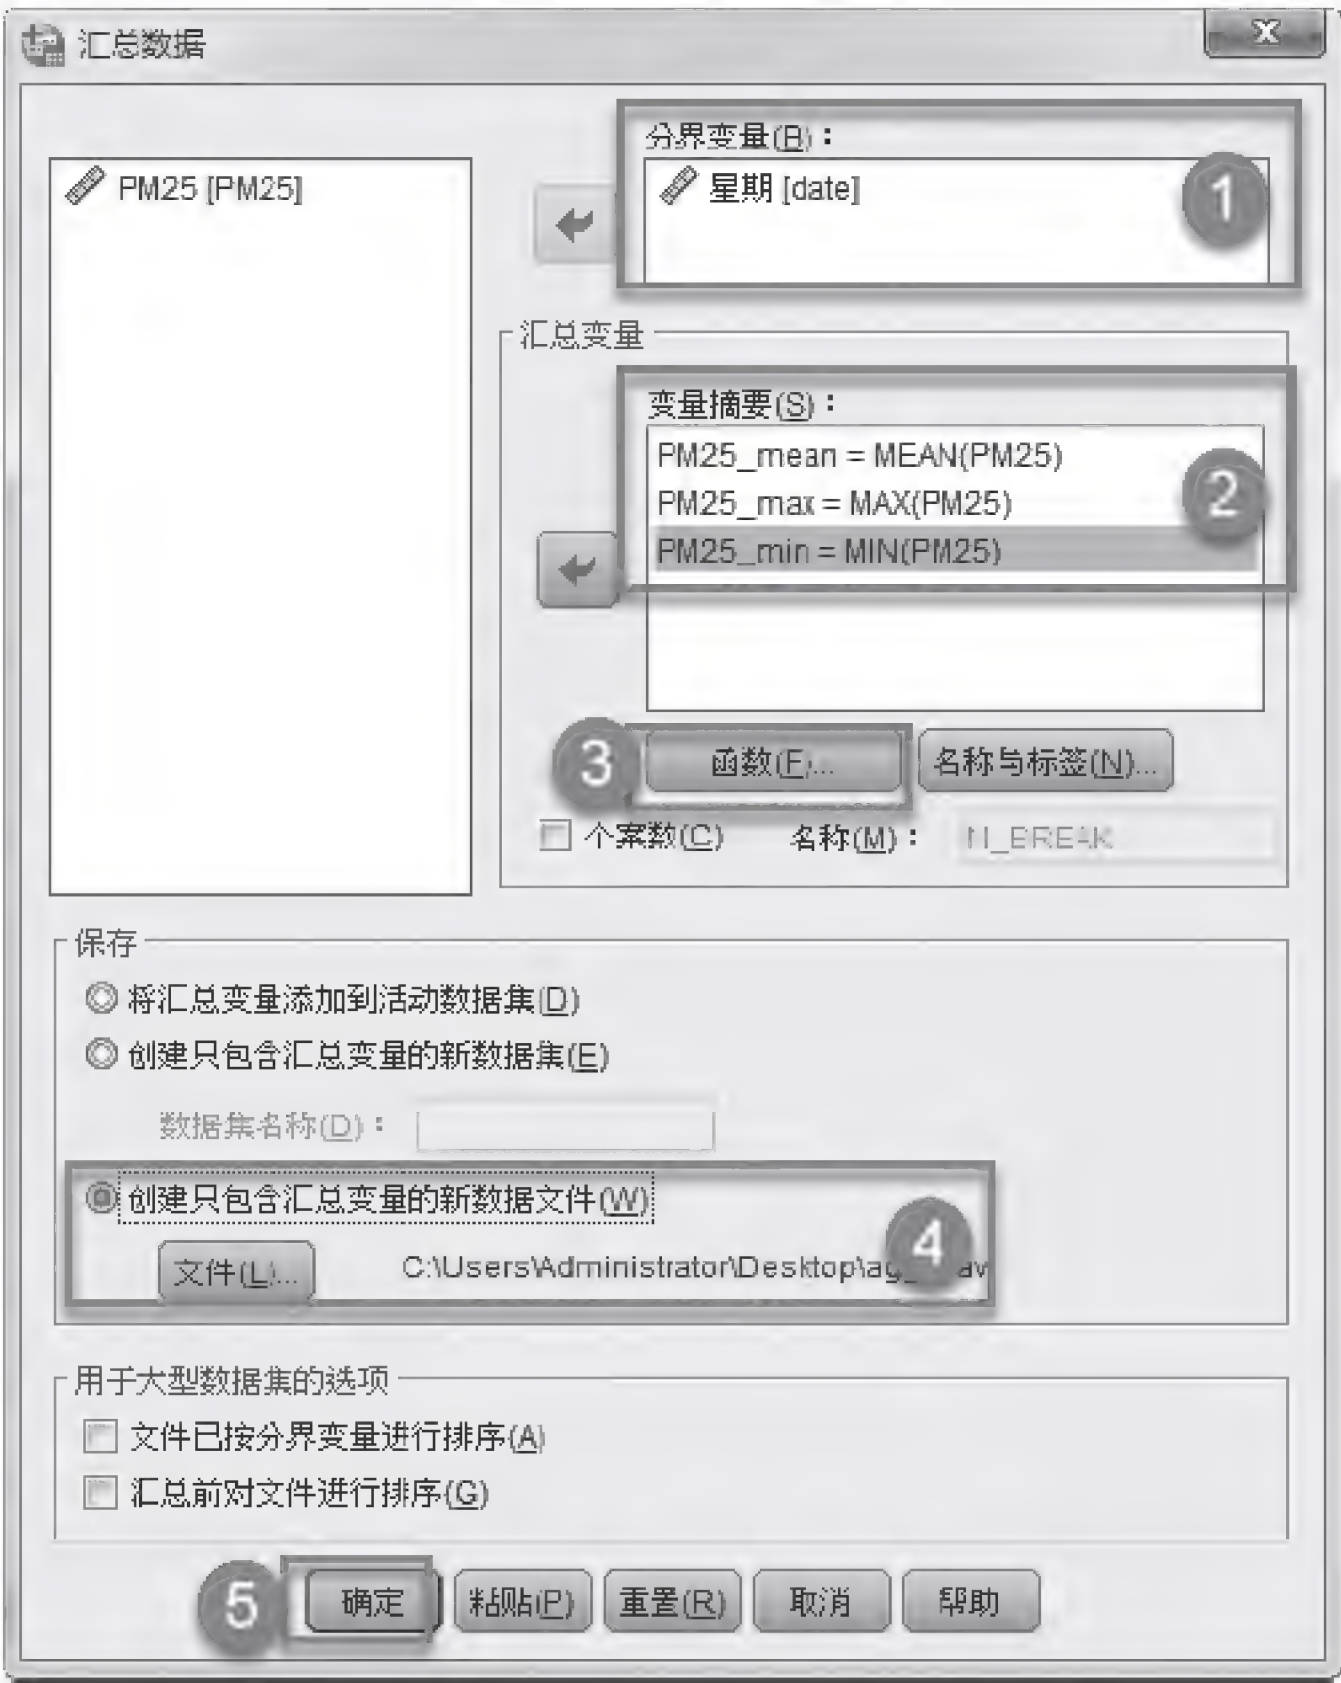 汇总数据
分界变量(B)：
PM25 [PM25]
星期 [date]
1
汇总变量
变量摘要(S)：
PM25_mean = MEAN(PM25)
PM25_max = MAX(PM25)
2
PM25_min = MIN(PM25)
3
函数(F)...
名称与标签(N)...
个案数(C)
名称(M)：
N_BREAK
保存
将汇总变量添加到活动数据集(D)
创建只包含汇总变量的新数据集(E)
数据集名称(D)：
创建只包含汇总变量的新数据文件(W)
4
文件(L)...
C:\Users\Administrator\Desktop\ag
用于大型数据集的选项
文件已按分界变量进行排序(A)
汇总前对文件进行排序(G)
5
确定
粘贴(P)
重置(R)
取消
帮助